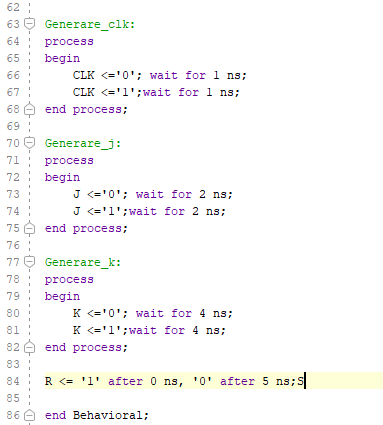 62
63 Generare_clk:
64 process
65 begin
66     CLK <='0'; wait for 1 ns;
67     CLK <='1';wait for 1 ns;
68 end process;
69
70 Generare_j:
71 process
72 begin
73     J <='0'; wait for 2 ns;
74     J <='1';wait for 2 ns;
75 end process;
76
77 Generare_k:
78 process
79 begin
80     K <='0'; wait for 4 ns;
81     K <='1';wait for 4 ns;
82 end process;
83
84 R <= '1' after 0 ns, '0' after 5 ns;S
85
86 end Behavioral;